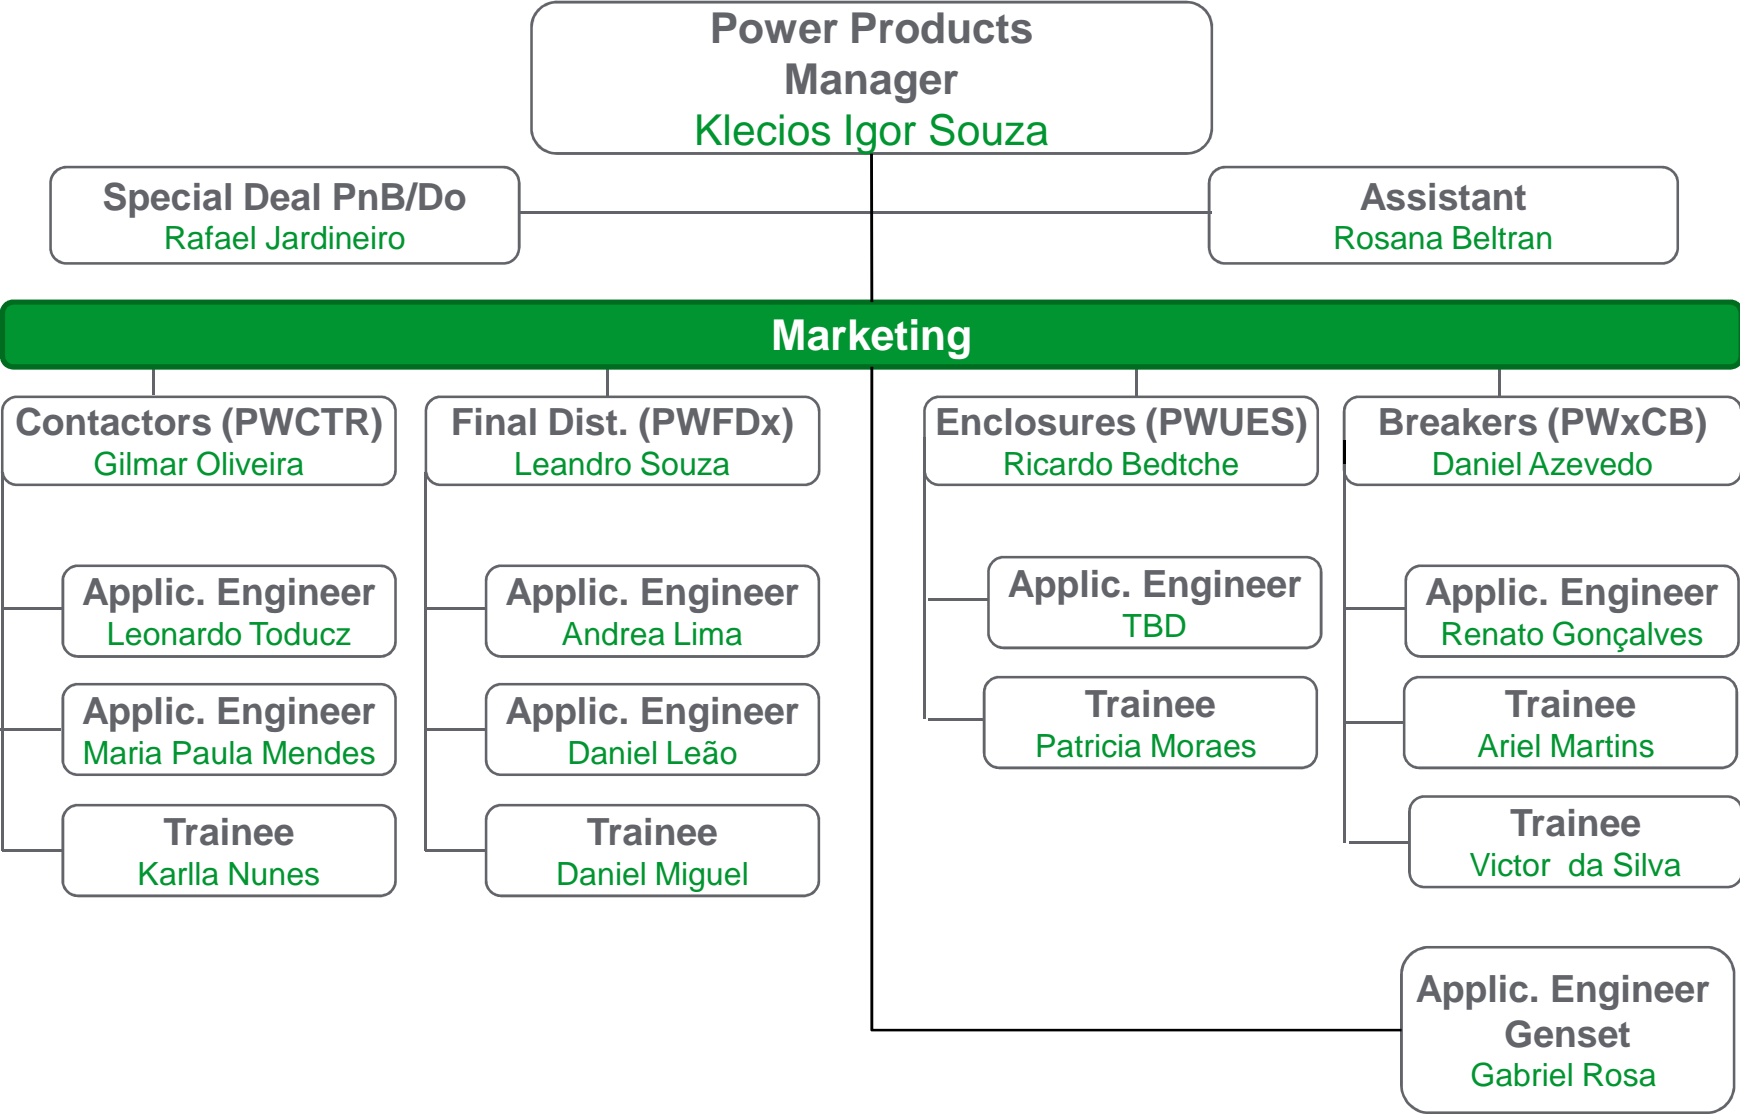 Power Products
Manager
Klecios Igor Souza
Special Deal PnB/Do
Rafael Jardineiro
Assistant
Rosana Beltran
Marketing
Contactors (PWCTR)
Gilmar Oliveira
Applic. Engineer
Leonardo Toducz
Applic. Engineer
Maria Paula Mendes
Trainee
Karlla Nunes
Final Dist. (PWFDx)
Leandro Souza
Applic. Engineer
Andrea Lima
Applic. Engineer
Daniel Leão
Trainee
Daniel Miguel
Enclosures (PWUES)
Ricardo Bedtche
Applic. Engineer
TBD
Trainee
Patricia Moraes
Breakers (PWxCB)
Daniel Azevedo
Applic. Engineer
Renato Gonçalves
Trainee
Ariel Martins
Trainee
Victor  da Silva
Applic. Engineer
Genset
Gabriel Rosa